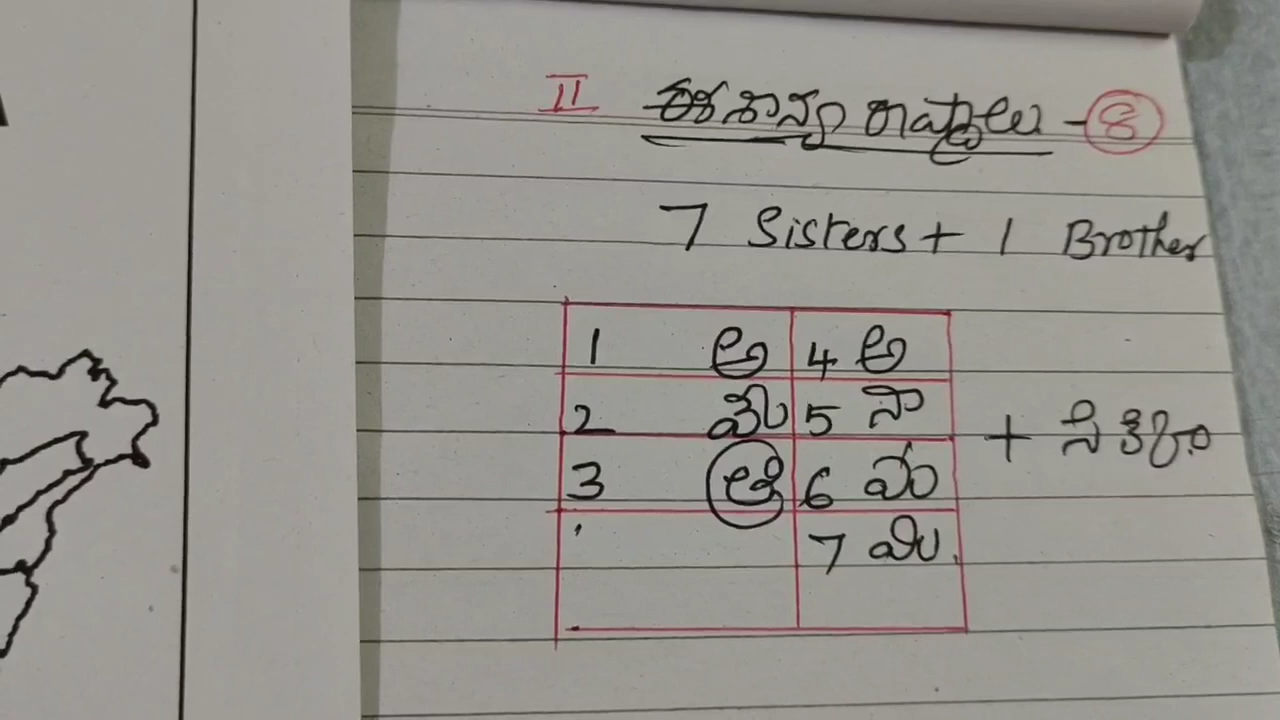 II ఈశాన్య రాష్ట్రాలు - 8
7 Sisters + 1 Brother
1 అ 4 అ
2 మే 5 నా
3 త్రి 6 మ
7 మి
+ సిక్కిం